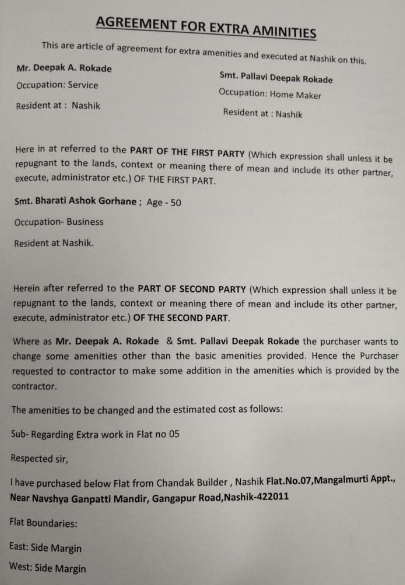 AGREEMENT FOR EXTRA AMINITIES
This are article of agreement for extra amenities and executed at Nashik on this.
Mr. Deepak A. Rokade
Occupation: Service
Resident at : Nashik
Smt. Pallavi Deepak Rokade
Occupation: Home Maker
Resident at : Nashik
Here in at referred to the PART OF THE FIRST PARTY (Which expression shall unless it be
repugnant to the lands, context or meaning there of mean and include its other partner,
execute, administrator etc.) OF THE FIRST PART.
Smt. Bharati Ashok Gorhane ; Age - 50
Occupation- Business
Resident at Nashik.
Herein after referred to the PART OF SECOND PARTY (Which expression shall unless it be
repugnant to the lands, context or meaning there of mean and include its other partner,
execute, administrator etc.) OF THE SECOND PART.
Where as Mr. Deepak A. Rokade & Smt. Pallavi Deepak Rokade the purchaser wants to
change some amenities other than the basic amenities provided. Hence the Purchaser
requested to contractor to make some addition in the amenities which is provided by the
contractor.
The amenities to be changed and the estimated cost as follows:
Sub- Regarding Extra work in Flat no 05
Respected sir,
I have purchased below Flat from Chandak Builder , Nashik Flat.No.07,Mangalmurti Appt.,
Near Navshya Ganpatti Mandir, Gangapur Road,Nashik-422011
Flat Boundaries:
East: Side Margin
West: Side Margin